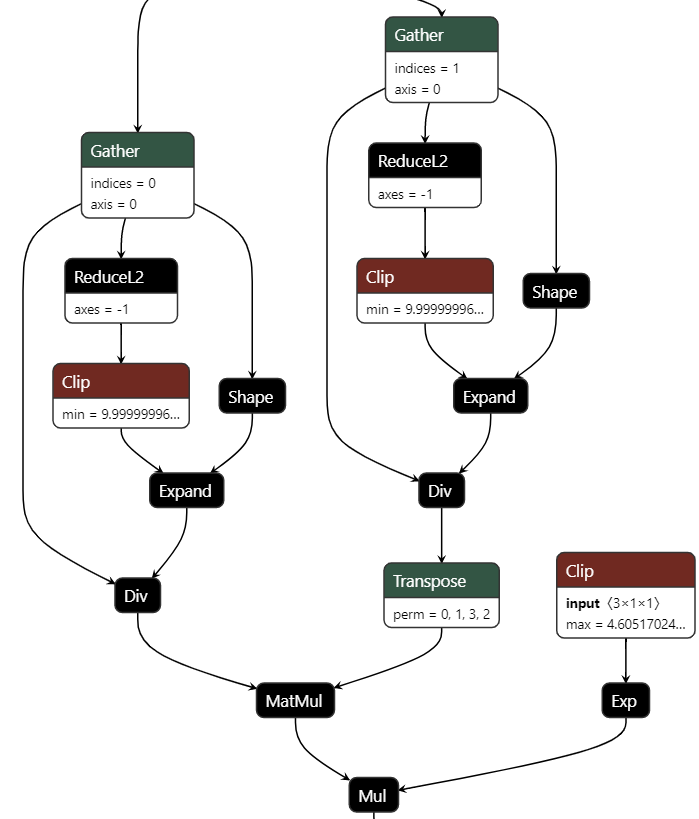 Gather
indices = 1
axis = 0
Gather
indices = 0
axis = 0
ReduceL2
axes = -1
ReduceL2
axes = -1
Clip
min = 9.99999996...
Shape
Clip
min = 9.99999996...
Shape
Expand
Expand
Div
Div
Transpose
perm = 0, 1, 3, 2
Clip
input 〈3×1×1〉
max = 4.60517024...
MatMul
Exp
Mul